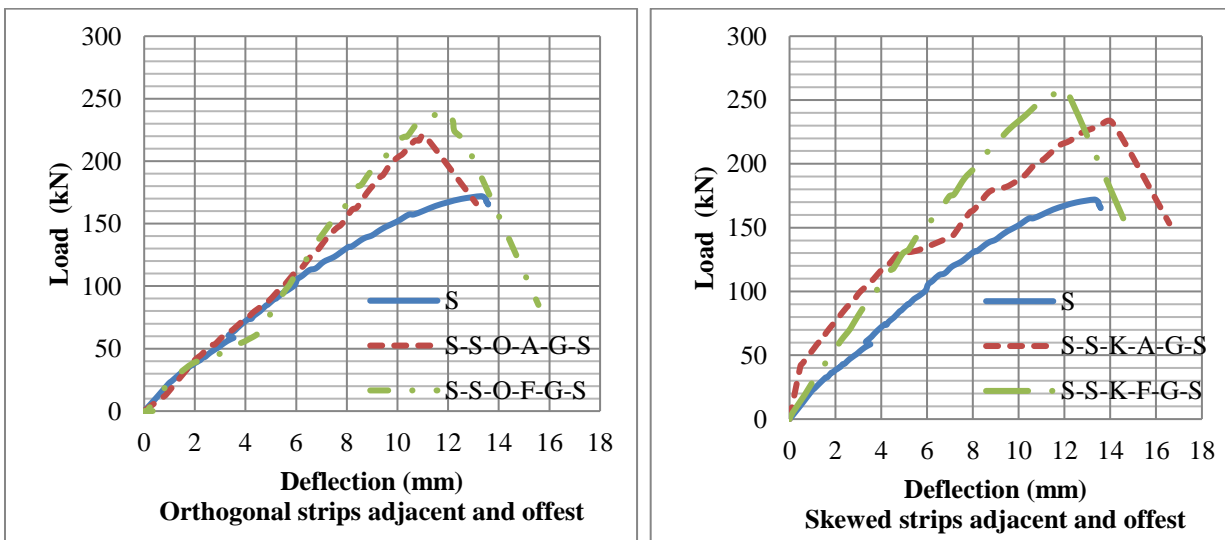 300
250
200
150
100
50
0
Load (kN)
S
S-S-O-A-G-S
S-S-O-F-G-S
0 2 4 6 8 10 12 14 16 18
Deflection (mm)
Orthogonal strips adjacent and offest
300
250
200
150
100
50
0
Load (kN)
S
S-S-K-A-G-S
S-S-K-F-G-S
0 2 4 6 8 10 12 14 16 18
Deflection (mm)
Skewed strips adjacent and offest